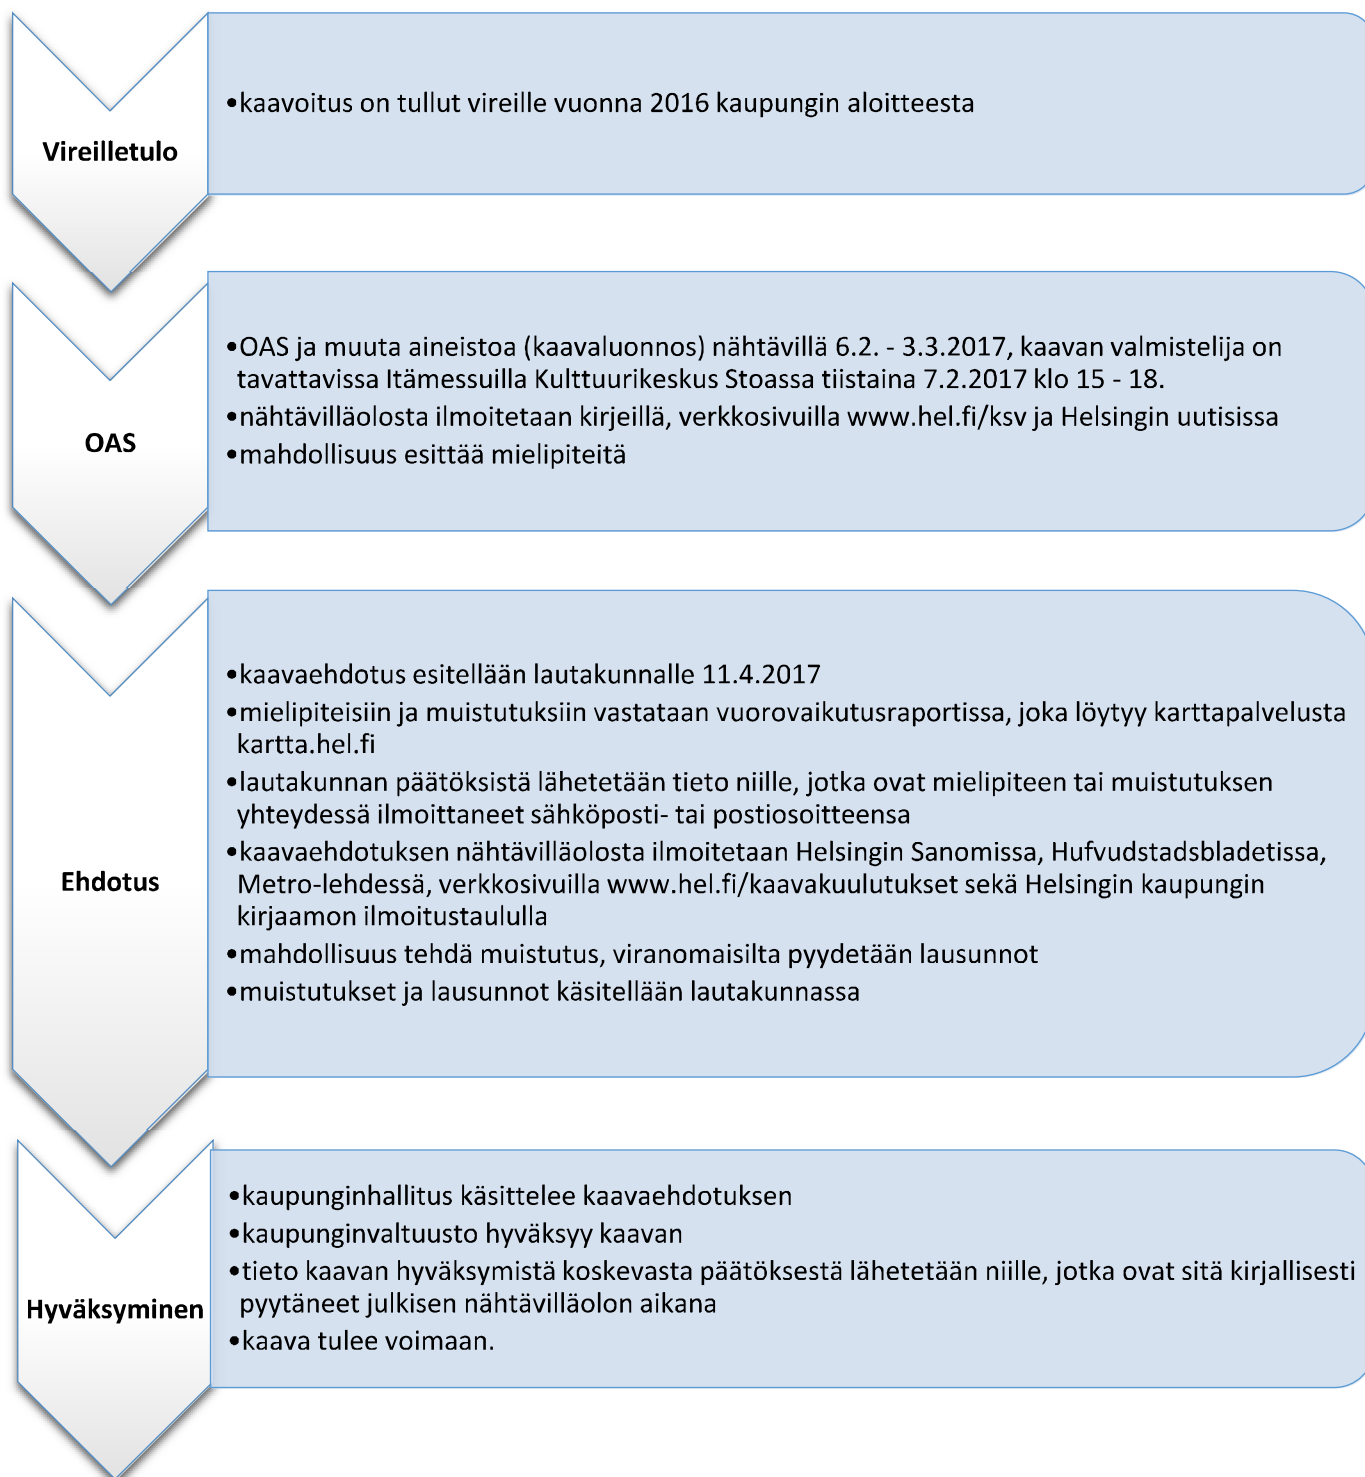 Vireilletulo
•kaavoitus on tullut vireille vuonna 2016 kaupungin aloitteesta
OAS
•OAS ja muuta aineistoa (kaavaluonnos) nähtävillä 6.2. - 3.3.2017, kaavan valmistelija on
tavattavissa Itämessuilla Kulttuurikeskus Stoassa tiistaina 7.2.2017 klo 15 - 18.
•nähtävilläolosta ilmoitetaan kirjeillä, verkkosivuilla www.hel.fi/ksv ja Helsingin uutisissa
•mahdollisuus esittää mielipiteitä
Ehdotus
•kaavaehdotus esitellään lautakunnalle 11.4.2017
•mielipiteisiin ja muistutuksiin vastataan vuorovaikutusraportissa, joka löytyy karttapalvelusta
kartta.hel.fi
•lautakunnan päätöksistä lähetetään tieto niille, jotka ovat mielipiteen tai muistutuksen
yhteydessä ilmoittaneet sähköposti- tai postiosoitteensa
•kaavaehdotuksen nähtävilläolosta ilmoitetaan Helsingin Sanomissa, Hufvudstadsbladetissa,
Metro-lehdessä, verkkosivuilla www.hel.fi/kaavakuulutukset sekä Helsingin kaupungin
kirjaamon ilmoitustaululla
•mahdollisuus tehdä muistutus, viranomaisilta pyydetään lausunnot
•muistutukset ja lausunnot käsitellään lautakunnassa
Hyväksyminen
•kaupunginhallitus käsittelee kaavaehdotuksen
•kaupunginvaltuusto hyväksyy kaavan
•tieto kaavan hyväksymistä koskevasta päätöksestä lähetetään niille, jotka ovat sitä kirjallisesti
pyytäneet julkisen nähtävilläolon aikana
•kaava tulee voimaan.